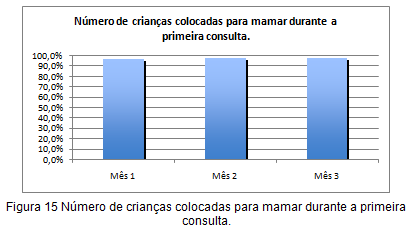 Número de crianças colocadas para mamar durante a
primeira consulta.
100,0%
90,0%
80,0%
70,0%
60,0%
50,0%
40,0%
30,0%
20,0%
10,0%
0,0%
Mês 1 Mês 2 Mês 3
Figura 15 Número de crianças colocadas para mamar durante a primeira
consulta.